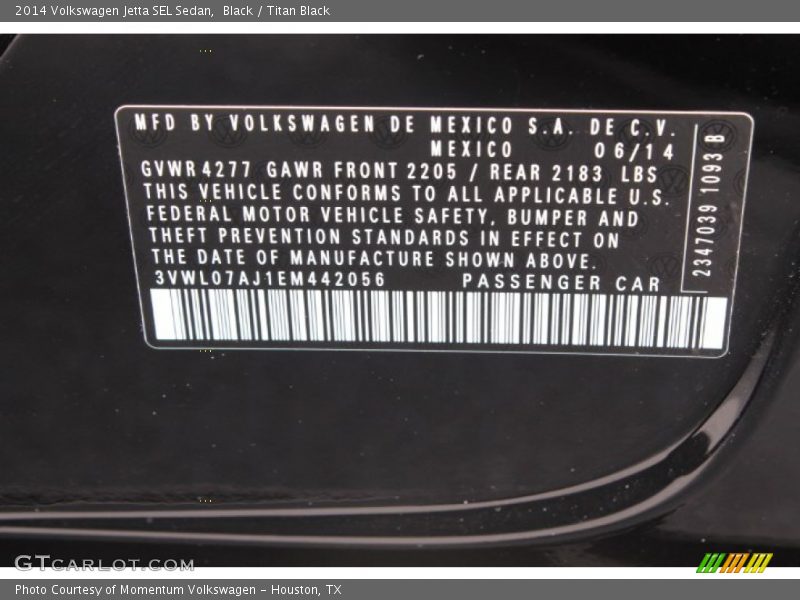 2014 Volkswagen Jetta SEL Sedan,  Black / Titan Black
MFD BY VOLKSWAGEN DE MEXICO S.A. DE C.V.
MEXICO 06/14
GVWR 4277 GAWR FRONT 2205 / REAR 2183 LBS
THIS VEHICLE CONFORMS TO ALL APPLICABLE U.S.
FEDERAL MOTOR VEHICLE SAFETY, BUMPER AND
THEFT PREVENTION STANDARDS IN EFFECT ON
THE DATE OF MANUFACTURE SHOWN ABOVE.
3VWL07AJ1EM442056 PASSENGER CAR
2347039 1093B
GTCARLOT.COM
Photo Courtesy of Momentum Volkswagen - Houston, TX